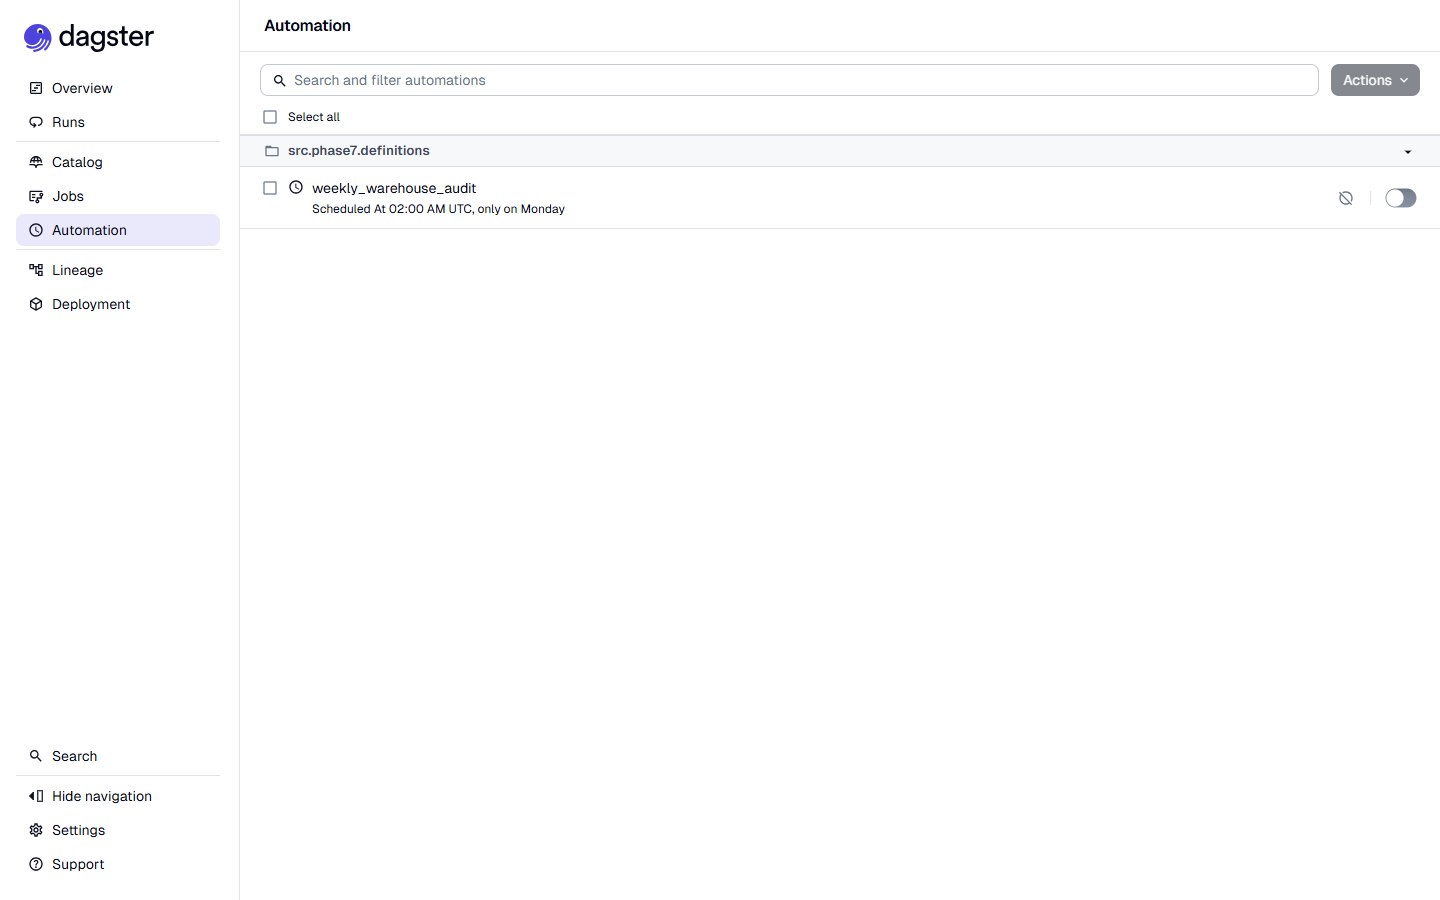 dagster
Overview
Runs
Catalog
Jobs
Automation
Lineage
Deployment
Search
Hide navigation
Settings
Support
Automation
Search and filter automations
Actions
Select all
src.phase7.definitions
weekly_warehouse_audit
Scheduled At 02:00 AM UTC, only on Monday